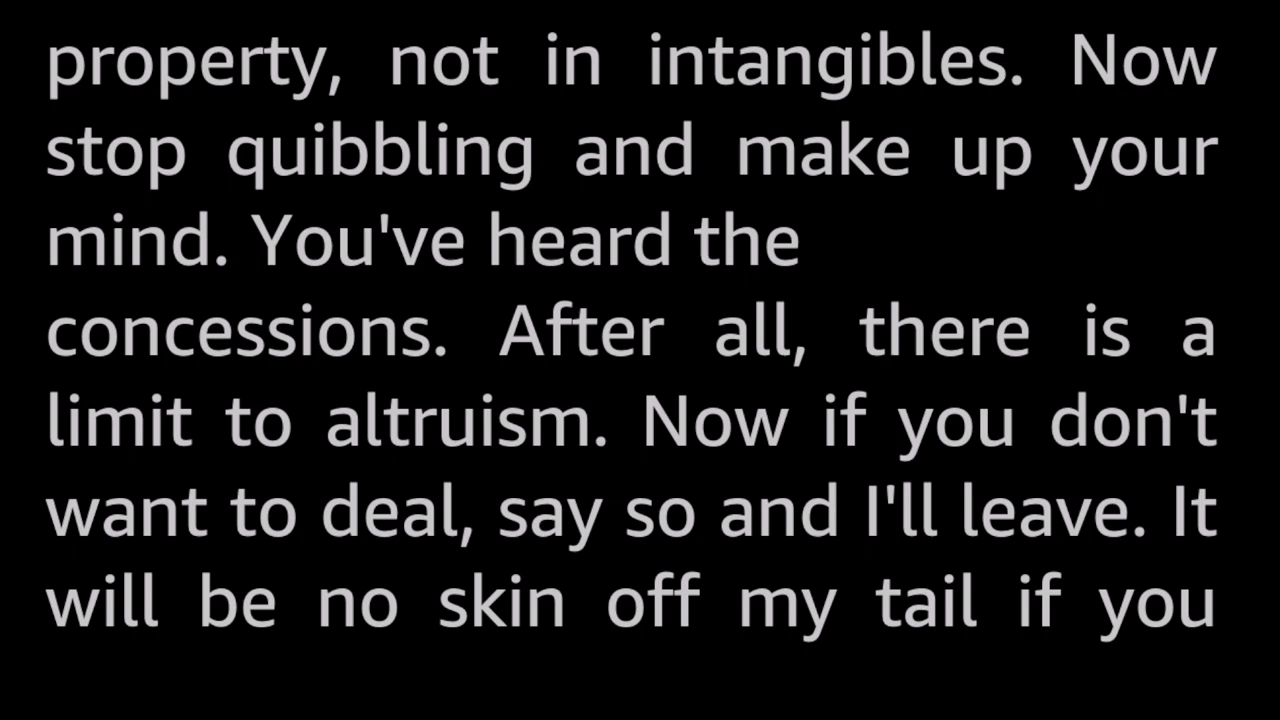 property, not in intangibles. Now
stop quibbling and make up your
mind. You've heard the
concessions. After all, there is a
limit to altruism. Now if you don't
want to deal, say so and I'll leave. It
will be no skin off my tail if you